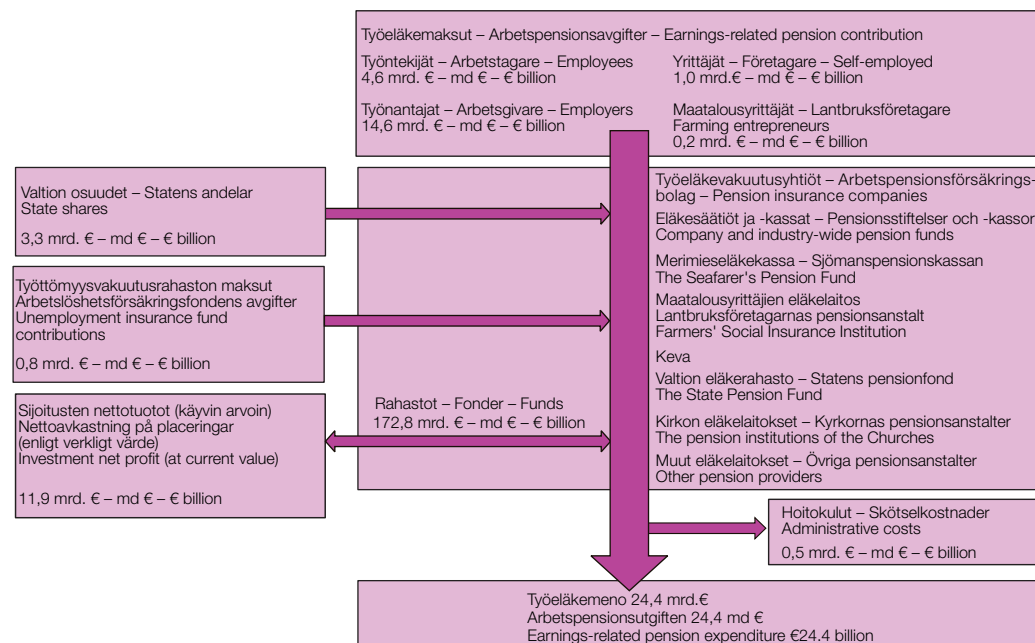 Työeläkemaksut – Arbetspensionsavgifter – Earnings-related pension contribution
Työntekijät – Arbetstagare – Employees
4,6 mrd. € – md € – € billion
Yrittäjät – Företagare – Self-employed
1,0 mrd.€ – md € – € billion
Työnantajat – Arbetsgivare – Employers
14,6 mrd. € – md € – € billion
Maatalousyrittäjät – Lantbruksföretagare
Farming entrepreneurs
0,2 mrd. € – md € – € billion
Valtion osuudet – Statens andelar
State shares
3,3 mrd. € – md € – € billion
Työttömyysvakuutusrahaston maksut
Arbetslöshetsförsäkringsfondens avgifter
Unemployment insurance fund
contributions
0,8 mrd. € – md € – € billion
Sijoitusten nettotuotot (käyvin arvoin)
Nettoavkastning på placeringar
(enligt verkligt värde)
Investment net profit (at current value)
11,9 mrd. € – md € – € billion
Rahastot – Fonder – Funds
172,8 mrd. € – md € – € billion
Työeläkevakuutusyhtiöt – Arbetspensionsförsäkrings-
bolag – Pension insurance companies
Eläkesäätiöt ja -kassat – Pensionsstiftelser och -kassor
Company and industry-wide pension funds
Merimieseläkekassa – Sjömanspensionskassan
The Seafarer's Pension Fund
Maatalousyrittäjien eläkelaitos
Lantbruksföretagarnas pensionsanstalt
Farmers' Social Insurance Institution
Keva
Valtion eläkerahasto – Statens pensionfond
The State Pension Fund
Kirkon eläkelaitokset – Kyrkornas pensionsanstalter
The pension institutions of the Churches
Muut eläkelaitokset – Övriga pensionsanstalter
Other pension providers
Hoitokulut – Skötselkostnader
Administrative costs
0,5 mrd. € – md € – € billion
Työeläkemeno 24,4 mrd.€
Arbetspensionsutgiften 24,4 md €
Earnings-related pension expenditure €24.4 billion